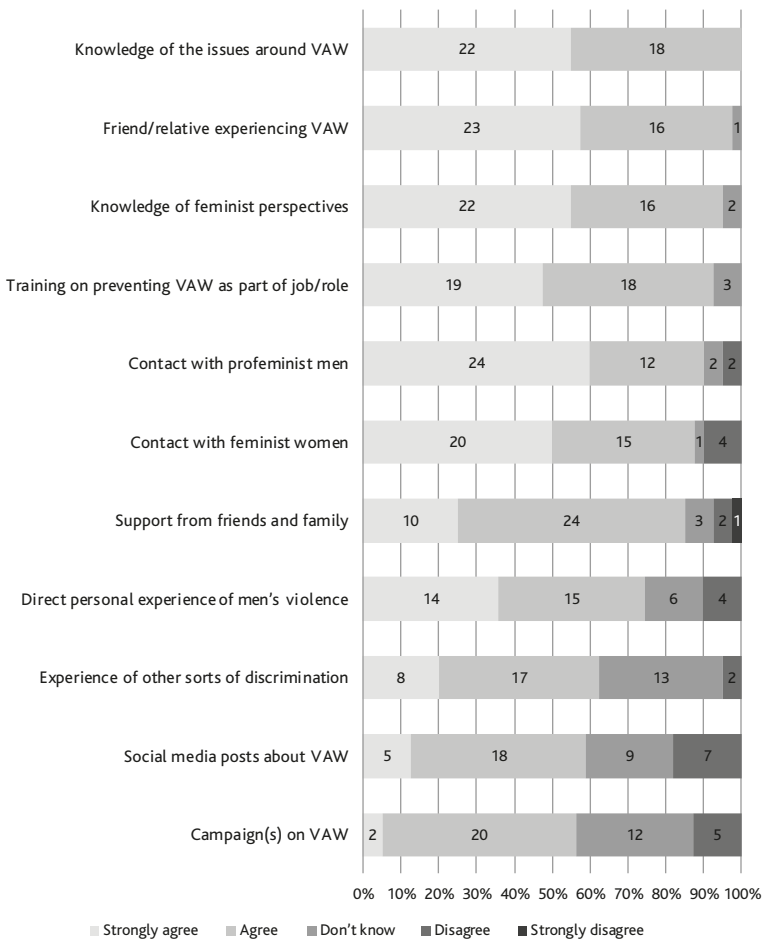 Knowledge of the issues around VAW 22 18
Friend/relative experiencing VAW 23 16 1
Knowledge of feminist perspectives 22 16 2
Training on preventing VAW as part of job/role 19 18 3
Contact with profeminist men 24 12 2 2
Contact with feminist women 20 15 1 4
Support from friends and family 10 24 3 2 1
Direct personal experience of men's violence 14 15 6 4
Experience of other sorts of discrimination 8 17 13 2
Social media posts about VAW 5 18 9 7
Campaign(s) on VAW 2 20 12 5
0% 10% 20% 30% 40% 50% 60% 70% 80% 90% 100%
Strongly agree Agree Don't know Disagree Strongly disagree